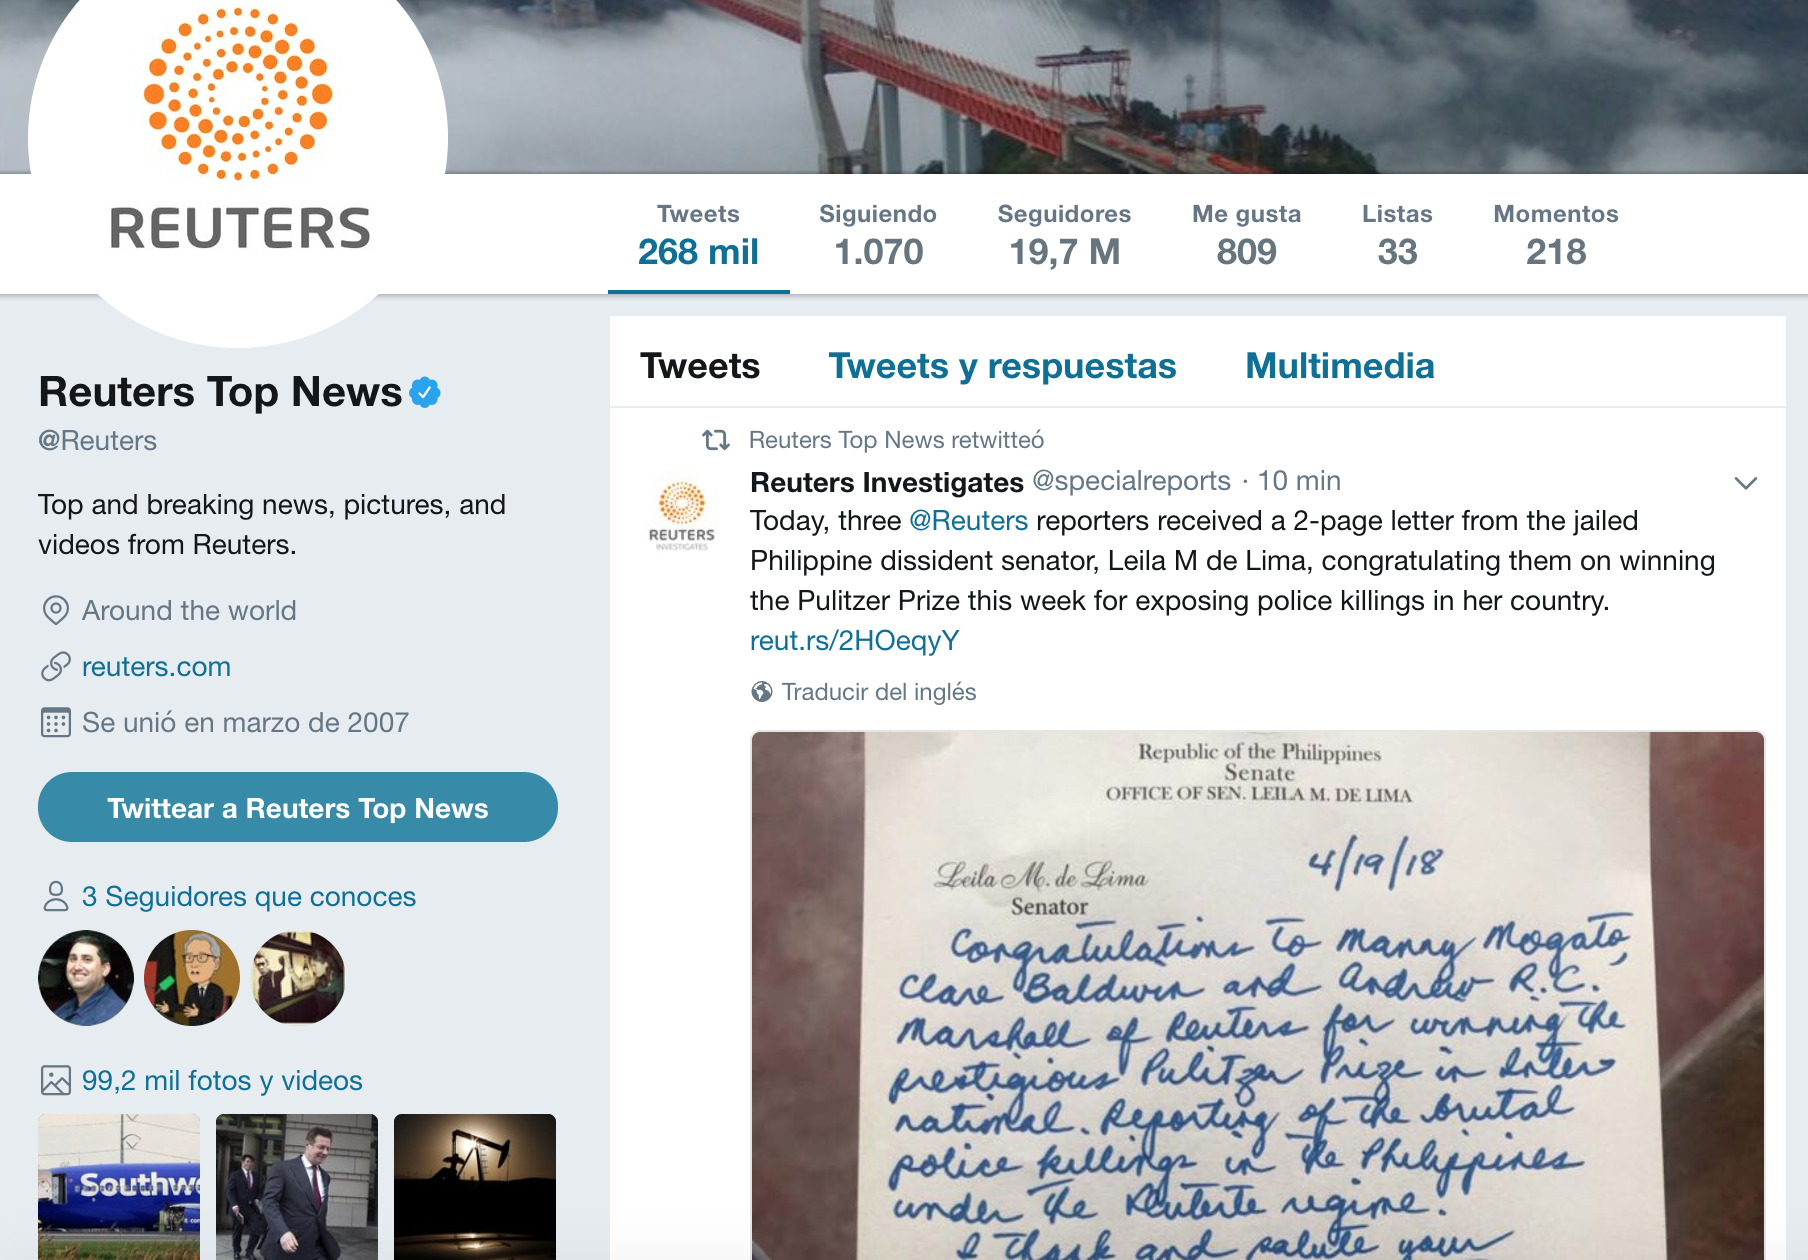 REUTERS
Tweets
268 mil
Siguiendo
1.070
Seguidores
19,7 M
Me gusta
809
Listas
33
Momentos
218
Reuters Top News
@Reuters
Top and breaking news, pictures, and
videos from Reuters.
Around the world
reuters.com
Se unió en marzo de 2007
Twittear a Reuters Top News
3 Seguidores que conoces
99,2 mil fotos y videos
Southw
Tweets Tweets y respuestas Multimedia
Reuters Top News retwitteó
REUTERS
INVESTIGATES
Reuters Investigates @specialreports · 10 min
Today, three @Reuters reporters received a 2-page letter from the jailed
Philippine dissident senator, Leila M de Lima, congratulating them on winning
the Pulitzer Prize this week for exposing police killings in her country.
reut.rs/2HOeqyY
Traducir del inglés
Republic of the Philippines
Senate
OFFICE OF SEN. LEILA M. DE LIMA
4/19/18
Leila M. de Lima
Senator
Congratulations to Manny Mogato,
Clare Baldwin and Andrew R.C.
Marshall of Reuters for winning the
prestigious Pulitzer Prize in Inter-
national Reporting of the brutal
police killings in the Philippines
under the Duterte regime.
I thank and salute your